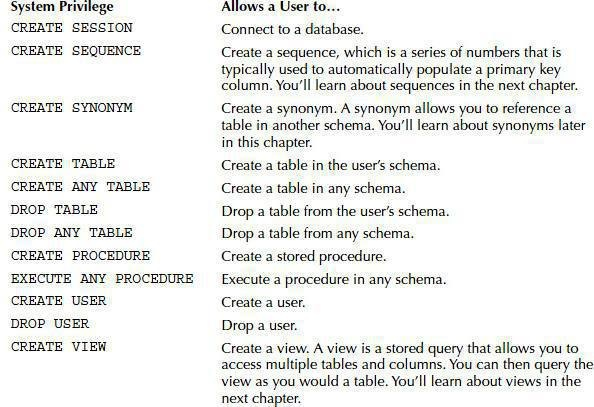 System Privilege Allows a User to…
CREATE SESSION Connect to a database.
CREATE SEQUENCE Create a sequence, which is a series of numbers that is
typically used to automatically populate a primary key
column. You’ll learn about sequences in the next chapter.
CREATE SYNONYM Create a synonym. A synonym allows you to reference a
table in another schema. You’ll learn about synonyms later
in this chapter.
CREATE TABLE Create a table in the user’s schema.
CREATE ANY TABLE Create a table in any schema.
DROP TABLE Drop a table from the user’s schema.
DROP ANY TABLE Drop a table from any schema.
CREATE PROCEDURE Create a stored procedure.
EXECUTE ANY PROCEDURE Execute a procedure in any schema.
CREATE USER Create a user.
DROP USER Drop a user.
CREATE VIEW Create a view. A view is a stored query that allows you to
access multiple tables and columns. You can then query the
view as you would a table. You’ll learn about views in the
next chapter.